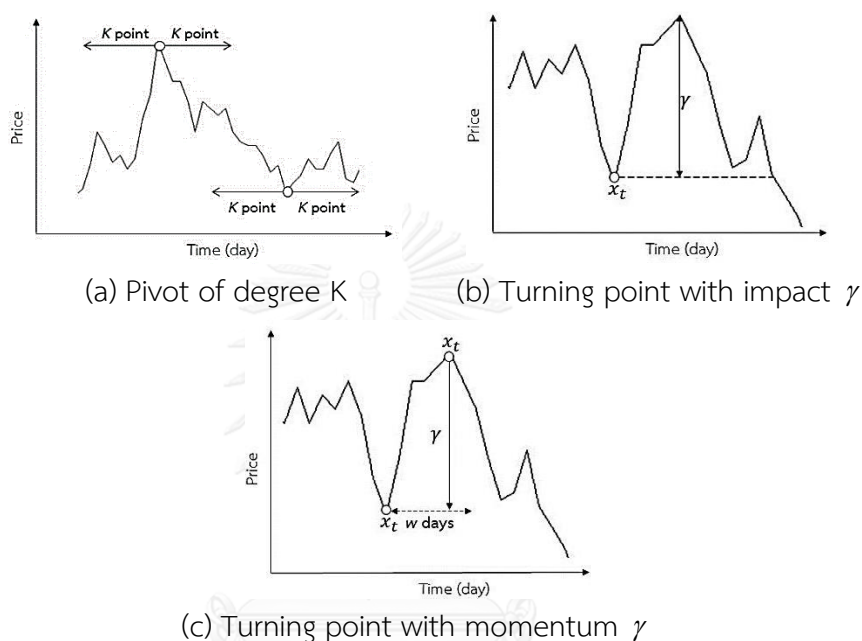 K point K point
Price
K point K point
Time (day)
(a) Pivot of degree K
γ
Price
x_t
Time (day)
(b) Turning point with impact γ
x_t
γ
Price
x_t w days
Time (day)
(c) Turning point with momentum γ